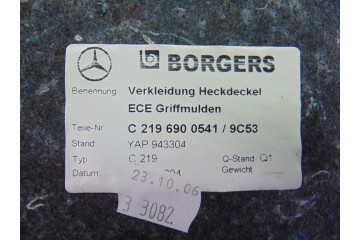 BORGERS
Benennung Verkleidung Heckdeckel
ECE Griffmulden
Teile-Nr C 219 690 0541 / 9C53
Stand YAP 943304
Typ C 219 Q-Stand Q1
Datum 23.10.06 Gewicht
3 3082